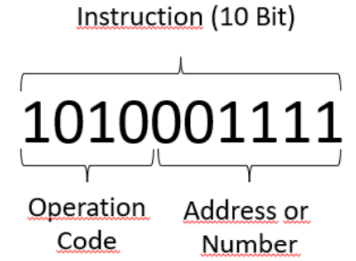 Instruction (10 Bit)
1010001111
Operation Code
Address or Number